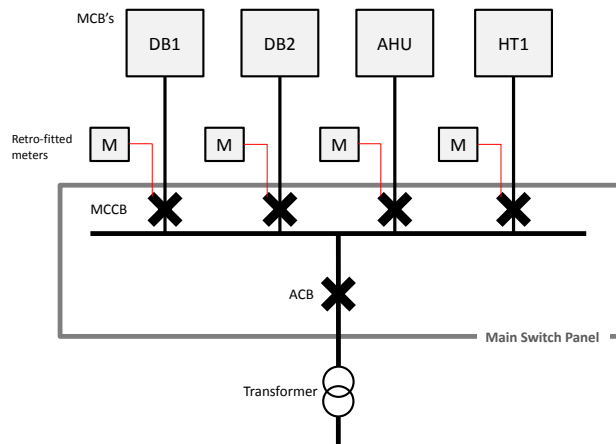 MCB's
DB1
DB2
AHU
HT1
Retro-fitted
meters
M
M
M
M
MCCB
ACB
Main Switch Panel
Transformer